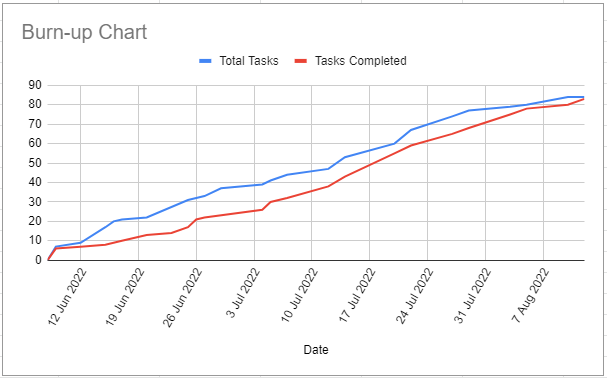 Burn-up Chart
Total Tasks
Tasks Completed
90
80
70
60
50
40
30
20
10
0
12 Jun 2022
19 Jun 2022
26 Jun 2022
3 Jul 2022
10 Jul 2022
17 Jul 2022
24 Jul 2022
31 Jul 2022
7 Aug 2022
Date